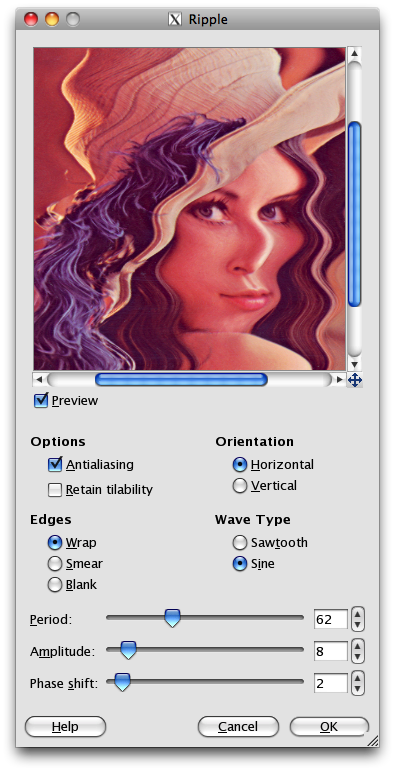 Ripple
Preview
Options
Antialiasing
Retain tilability
Orientation
Horizontal
Vertical
Edges
Wrap
Smear
Blank
Wave Type
Sawtooth
Sine
Period: 62
Amplitude: 8
Phase shift: 2
Help Cancel OK